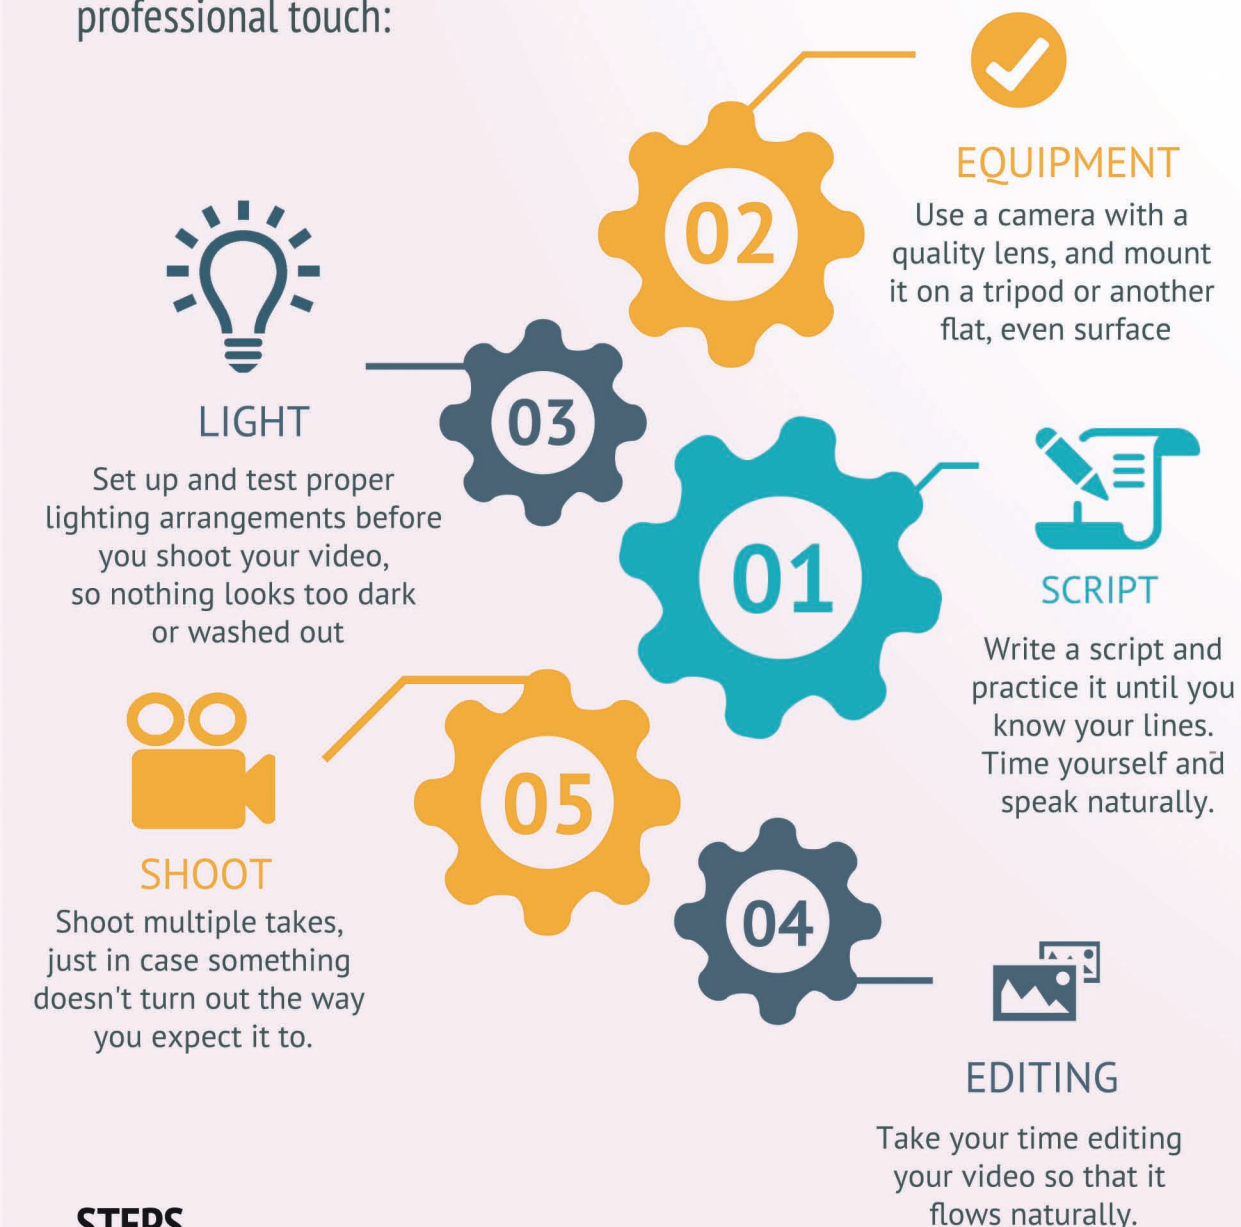 professional touch:
02
EQUIPMENT
Use a camera with a
quality lens, and mount
it on a tripod or another
flat, even surface
03
LIGHT
Set up and test proper
lighting arrangements before
you shoot your video,
so nothing looks too dark
or washed out
01
SCRIPT
Write a script and
practice it until you
know your lines.
Time yourself and
speak naturally.
05
SHOOT
Shoot multiple takes,
just in case something
doesn't turn out the way
you expect it to.
04
EDITING
Take your time editing
your video so that it
flows naturally.
STEPS